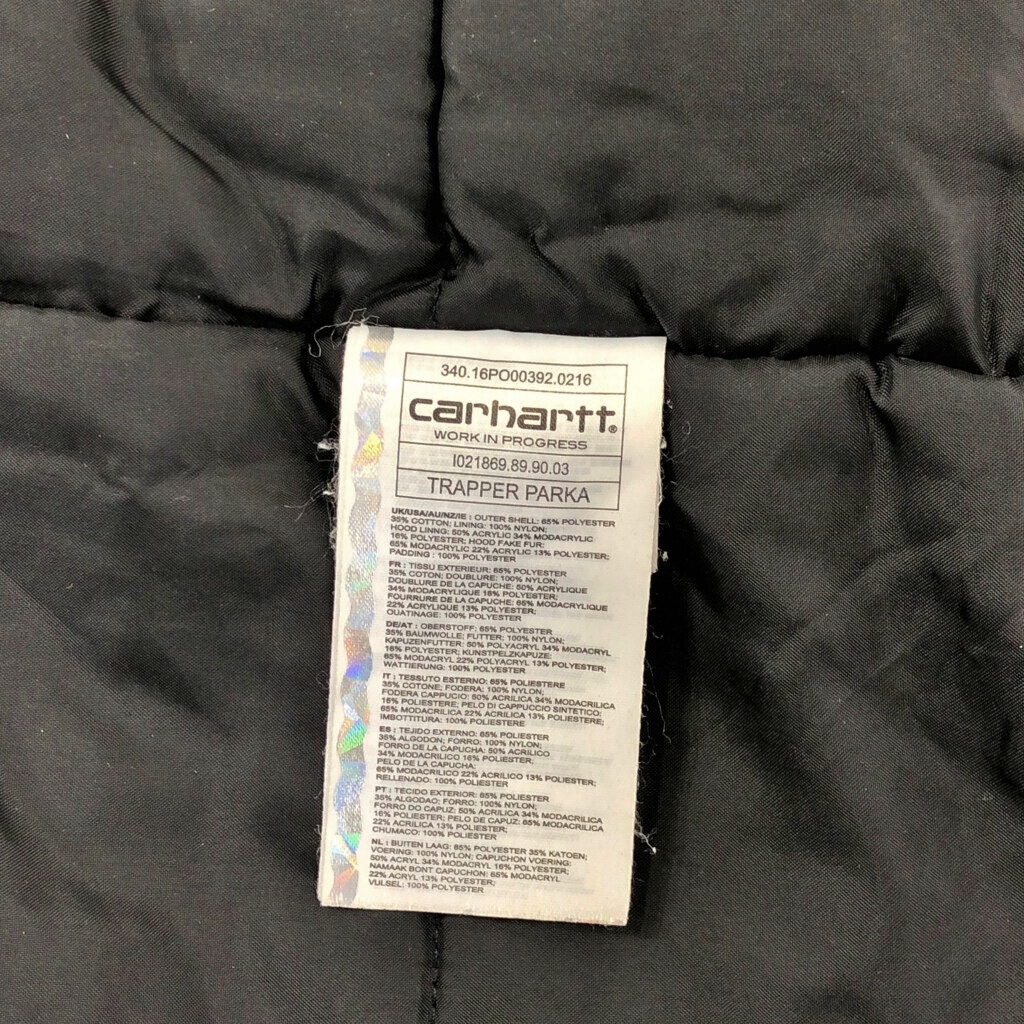 340.16PO00392.0216
carhartt®
WORK IN PROGRESS
I021869.89.90.03
TRAPPER PARKA
UK/USA/AU/NZ/IE : OUTER SHELL: 65% POLYESTER
35% COTTON; LINING: 100% NYLON;
HOOD LINNG: 50% ACRYLIC 34% MODACRYLIC
16% POLYESTER; HOOD FAKE FUR:
65% MODACRYLIC 22% ACRYLIC 13% POLYESTER;
PADDING : 100% POLYESTER
FR : TISSU EXTERIEUR: 65% POLYESTER
35% COTON; DOUBLURE: 100% NYLON;
DOUBLURE DE LA CAPUCHE: 50% ACRYLIQUE
34% MODACRYLIQUE 16% POLYESTER;
FOURRURE DE LA CAPUCHE: 65% MODACRYLIQUE
22% ACRYLIQUE 13% POLYESTER;
OUATINAGE: 100% POLYESTER
DE/AT : OBERSTOFF: 65% POLYESTER
35% BAUMWOLLE; FUTTER: 100% NYLON;
KAPUZENFUTTER: 50% POLYACRYL 34% MODACRYL
16% POLYESTER; KUNSTPELZKAPUZE:
65% MODACRYL 22% POLYACRYL 13% POLYESTER;
WATTIERUNG: 100% POLYESTER
IT : TESSUTO ESTERNO: 65% POLIESTERE
35% COTONE; FODERA: 100% NYLON;
FODERA CAPPUCIO: 50% ACRILICA 34% MODACRILICA
16% POLIESTERE; PELO DI CAPPUCCIO SINTETICO:
65% MODACRILICA 22% ACRILICA 13% POLIESTERE;
IMBOTTITURA: 100% POLIESTERE
ES : TEJIDO EXTERNO: 65% POLIESTER
35% ALGODON; FORRO: 100% NYLON;
FORRO DE LA CAPUCHA: 50% ACRILICO
34% MODACRILICO 16% POLIESTER;
PELO DE LA CAPUCHA:
65% MODACRILICO 22% ACRILICO 13% POLIESTER;
RELLENADO: 100% POLIESTER
PT : TECIDO EXTERIOR: 65% POLIESTER
35% ALGODAO; FORRO: 100% NYLON;
FORRO DO CAPUZ: 50% ACRILICA 34% MODACRILICA
16% POLIESTER; PELO DE CAPUZ: 65% MODACRILICA
22% ACRILICA 13% POLIESTER;
CHUMACO: 100% POLIESTER
NL : BUITEN LAAG: 65% POLYESTER 35% KATOEN;
VOERING: 100% NYLON; CAPUCHON VOERING:
50% ACRYL 34% MODACRYL 16% POLYESTER;
NAMAAK BONT CAPUCHON: 65% MODACRYL
22% ACRYL 13% POLYESTER;
VULSEL: 100% POLYESTER